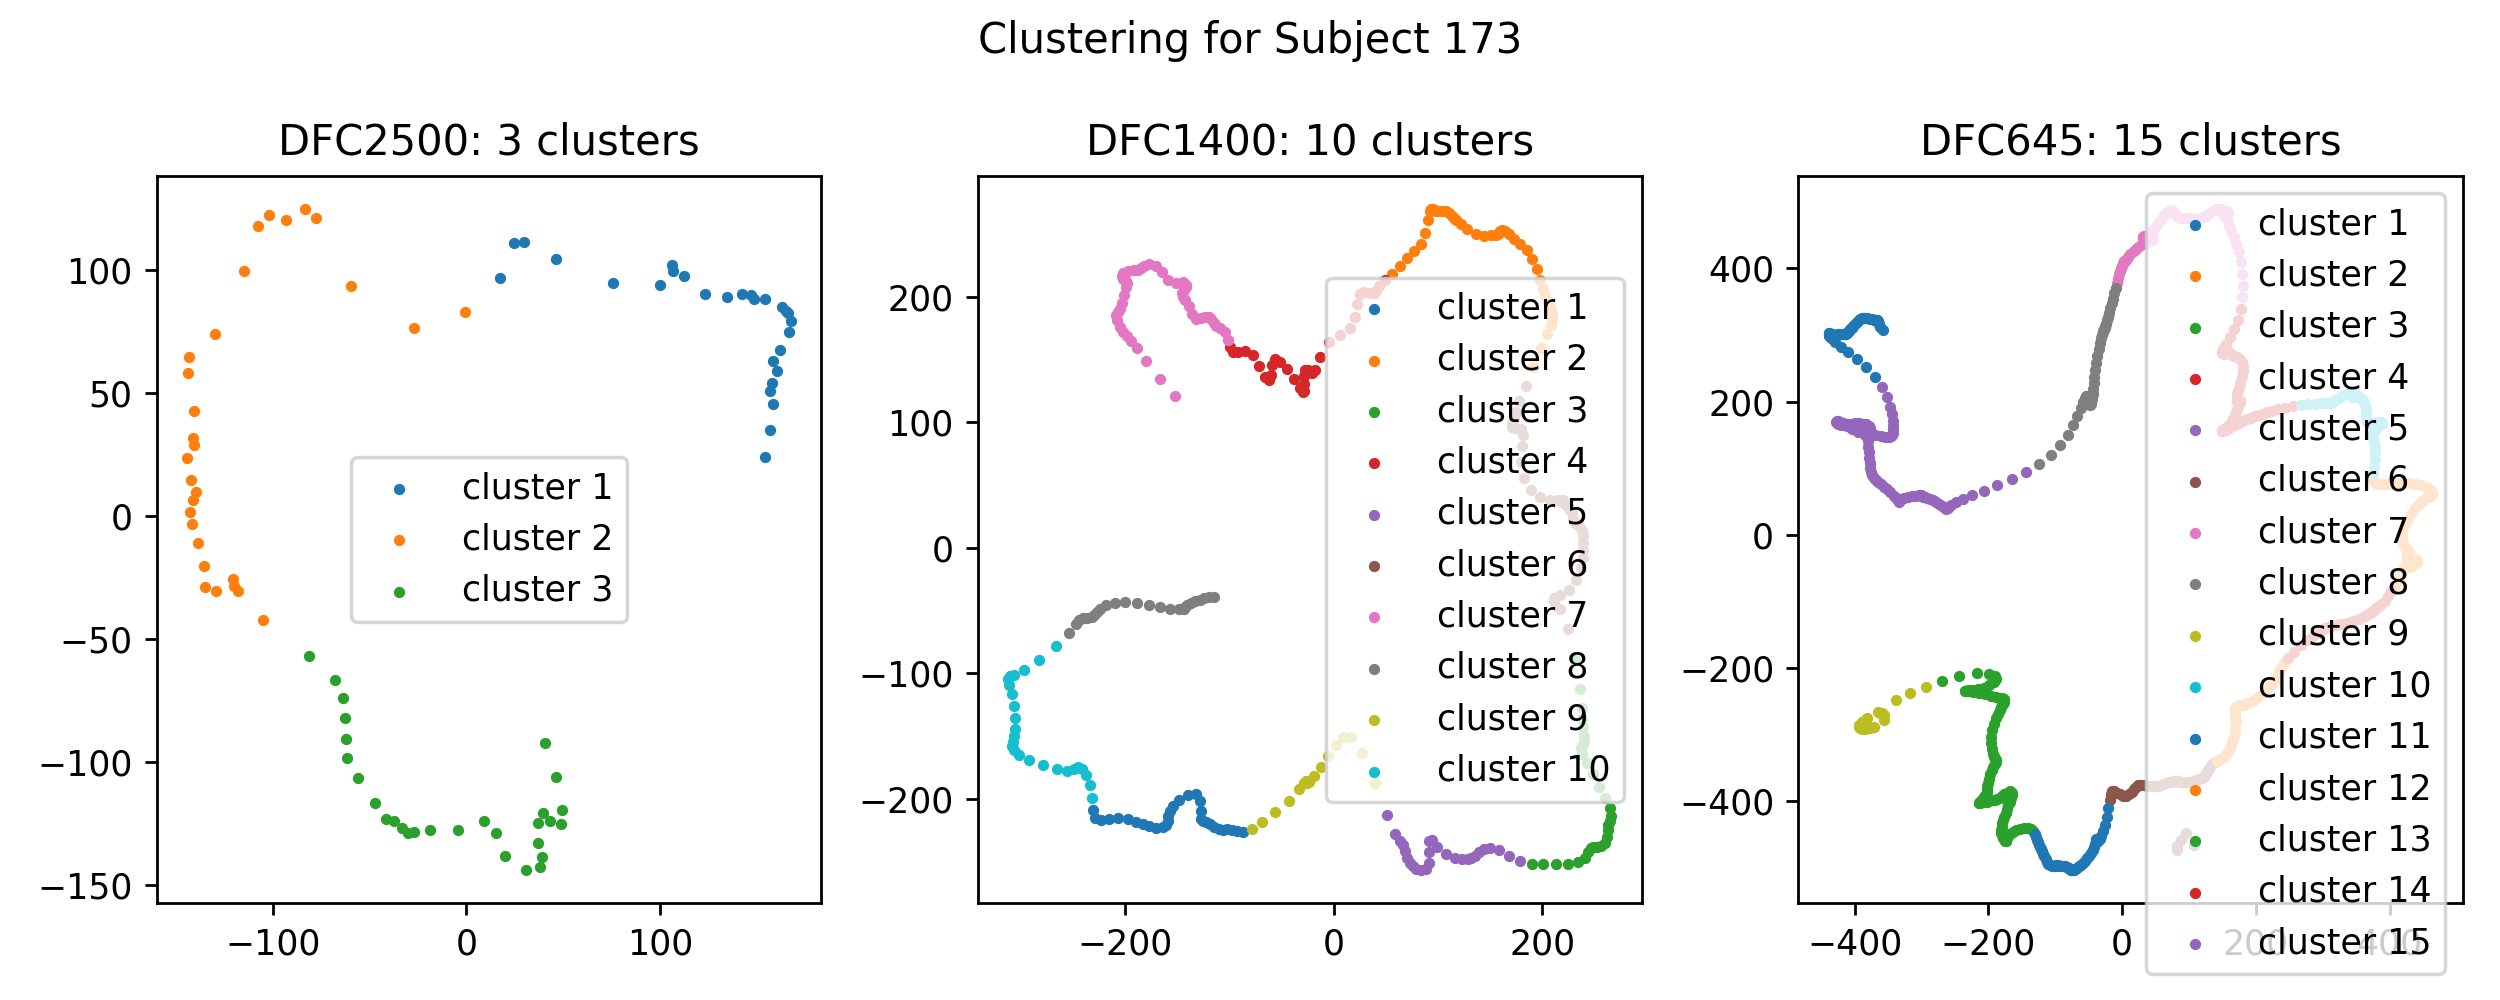 Clustering for Subject 173
DFC2500: 3 clusters
100
50
0
−50
−100
−150
−100
0
100
cluster 1
cluster 2
cluster 3
DFC1400: 10 clusters
200
100
0
−100
−200
−200
0
200
cluster 1
cluster 2
cluster 3
cluster 4
cluster 5
cluster 6
cluster 7
cluster 8
cluster 9
cluster 10
DFC645: 15 clusters
400
200
0
−200
−400
−400
−200
0
200
400
cluster 1
cluster 2
cluster 3
cluster 4
cluster 5
cluster 6
cluster 7
cluster 8
cluster 9
cluster 10
cluster 11
cluster 12
cluster 13
cluster 14
cluster 15